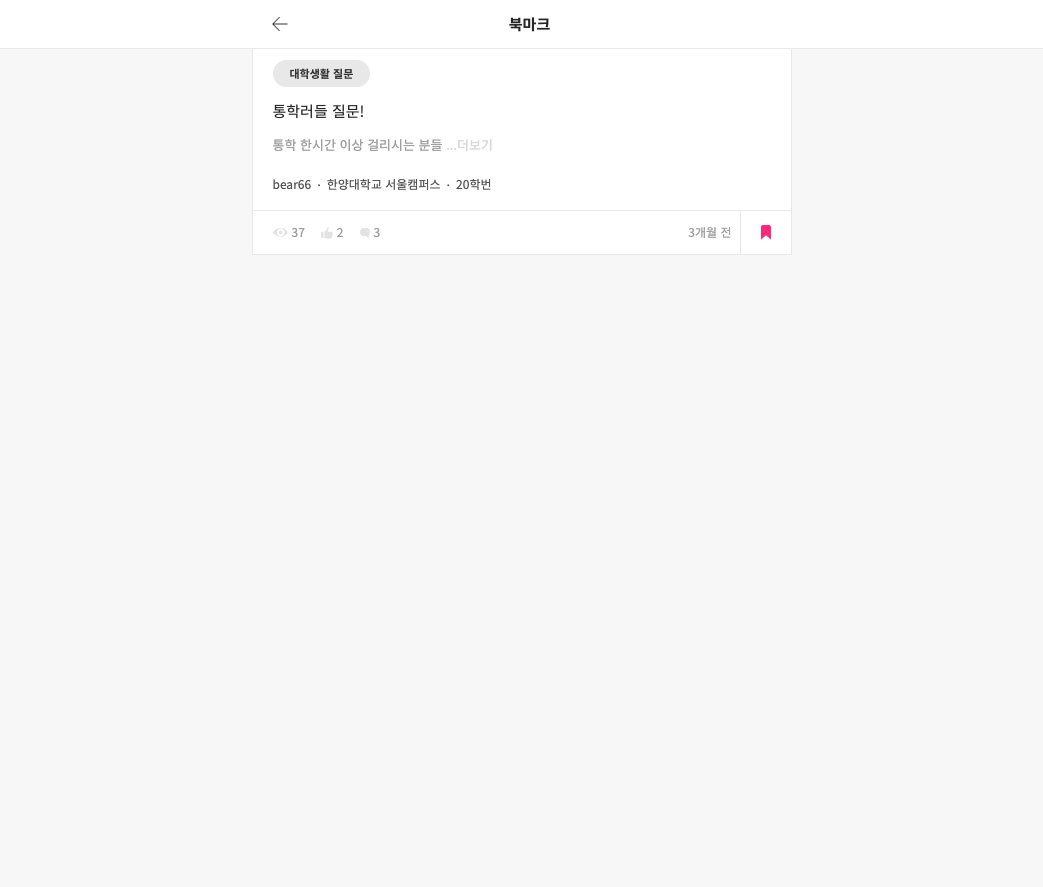 북마크
대학생활 질문
통학러들 질문!
통학 한시간 이상 걸리시는 분들 ...더보기
bear66 · 한양대학교 서울캠퍼스 · 20학번
37 2 3 3개월 전